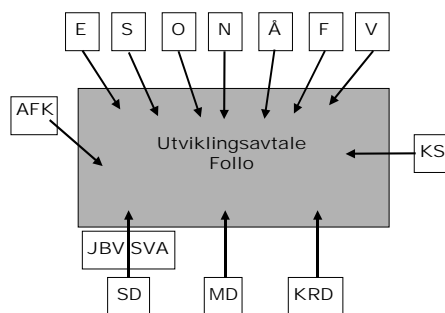 E S O N Å F V
AFK
Utviklingsavtale
Follo
KS
JBV SVA
SD MD KRD